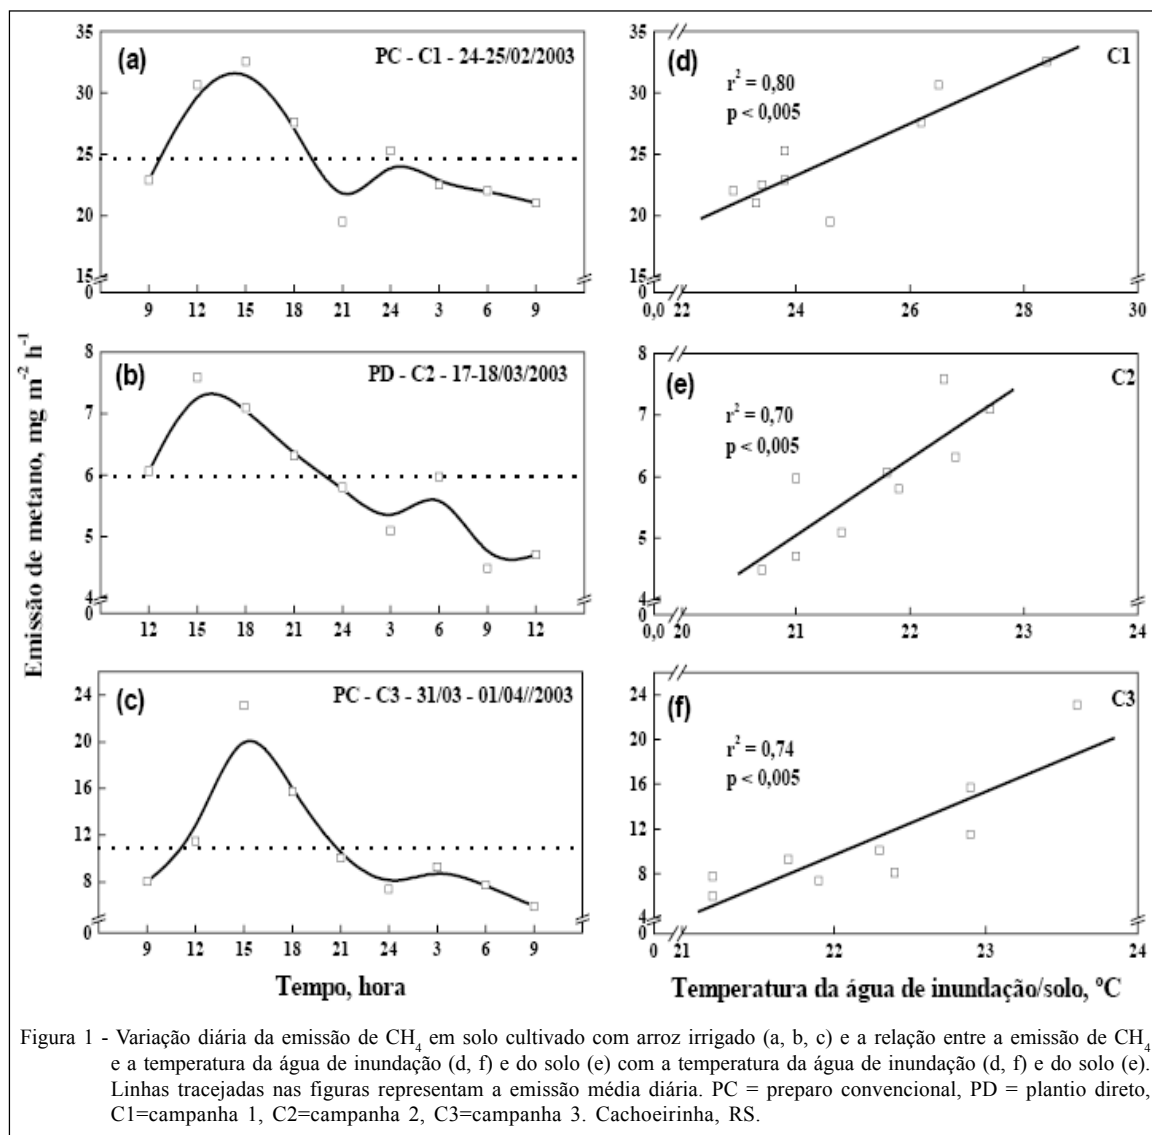 Emissão de metano, mg m⁻² h⁻¹
(a) PC - C1 - 24-25/02/2003
35
30
25
20
15
0
9 12 15 18 21 24 3 6 9
(d) C1
r² = 0,80
p < 0,005
35
30
25
20
15
0
0,0 22 24 26 28 30
(b) PD - C2 - 17-18/03/2003
8
7
6
5
4
0
12 15 18 21 24 3 6 9 12
(e) C2
r² = 0,70
p < 0,005
8
7
6
5
4
0
0,0 20 21 22 23 24
(c) PC - C3 - 31/03 - 01/04//2003
24
20
16
12
8
0
9 12 15 18 21 24 3 6 9
Tempo, hora
(f) C3
r² = 0,74
p < 0,005
24
20
16
12
8
4
0
0 21 22 23 24
Temperatura da água de inundação/solo, ºC
Figura 1 - Variação diária da emissão de CH₄ em solo cultivado com arroz irrigado (a, b, c) e a relação entre a emissão de CH₄
e a temperatura da água de inundação (d, f) e do solo (e) com a temperatura da água de inundação (d, f) e do solo (e).
Linhas tracejadas nas figuras representam a emissão média diária. PC = preparo convencional, PD = plantio direto,
C1=campanha 1, C2=campanha 2, C3=campanha 3. Cachoeirinha, RS.